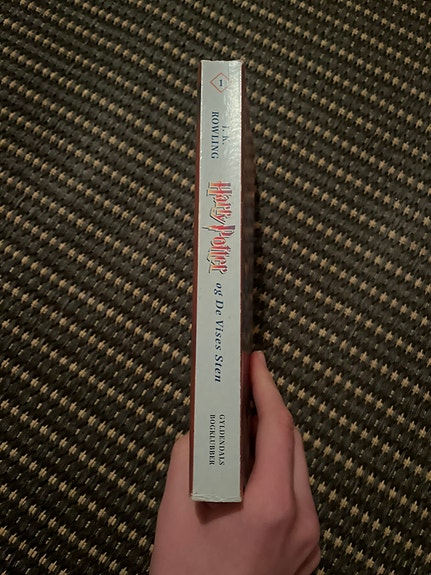 1
J. K.
ROWLING
Harry Potter
og De Vises Sten
GYLDENDALS
BOGKLUBBER